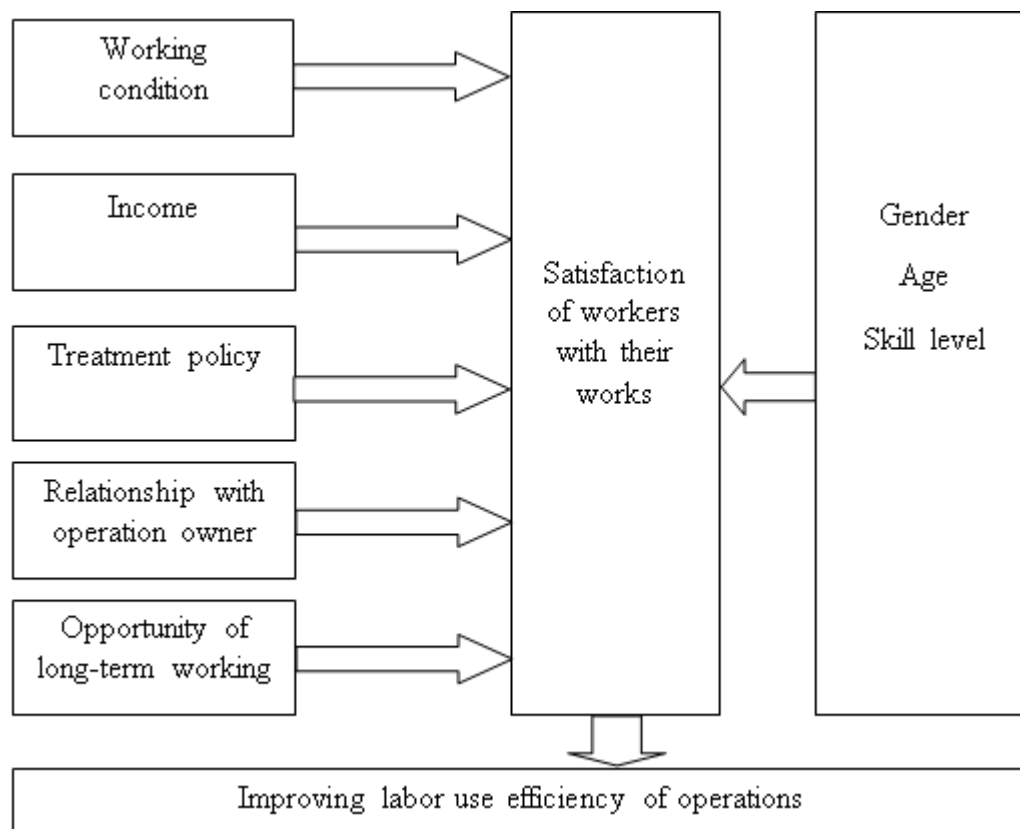 Working
condition
Income
Treatment policy
Relationship with
operation owner
Opportunity of
long-term working
Satisfaction
of workers
with their
works
Gender
Age
Skill level
Improving labor use efficiency of operations